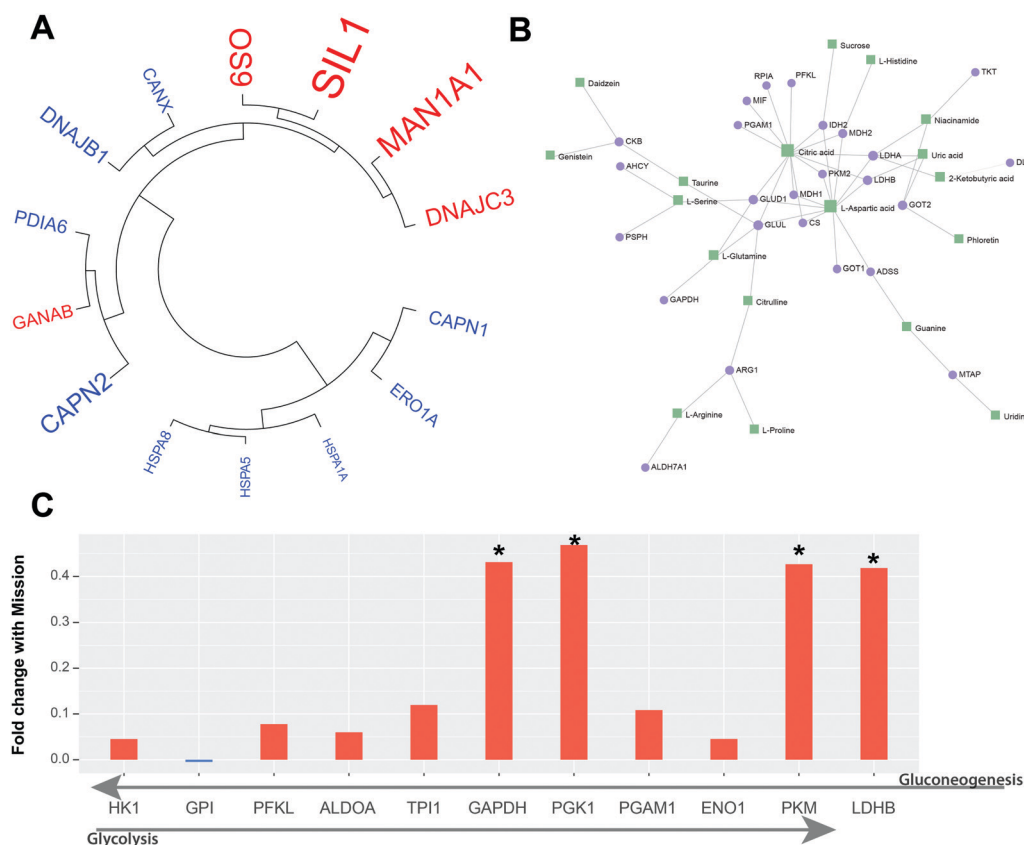 A
OS9
SIL1
CANX
DNAJB1
MAN1A1
DNAJC3
PDIA6
GANAB
CAPN2
CAPN1
ERO1A
HSPA8
HSPA5
HSPA1A
B
Sucrose
L-Histidine
Daidzein
RPIA
PFKL
TKT
MIF
PGAM1
IDH2
MDH2
Niacinamide
CKB
Genistein
Citric acid
LDHA
Uric acid
AHCY
DL
Taurine
PKM2
LDHB
2-Ketobutyric acid
L-Serine
GLUD1
MDH1
L-Aspartic acid
GOT2
GLUL
CS
PSPH
Phloretin
L-Glutamine
GOT1
ADSS
GAPDH
Citrulline
Guanine
ARG1
MTAP
L-Arginine
Uridin
L-Proline
ALDH7A1
C
Fold change with Mission
0.4
0.3
0.2
0.1
0.0
* * * *
Gluconeogenesis
HK1 GPI PFKL ALDOA TPI1 GAPDH PGK1 PGAM1 ENO1 PKM LDHB
Glycolysis